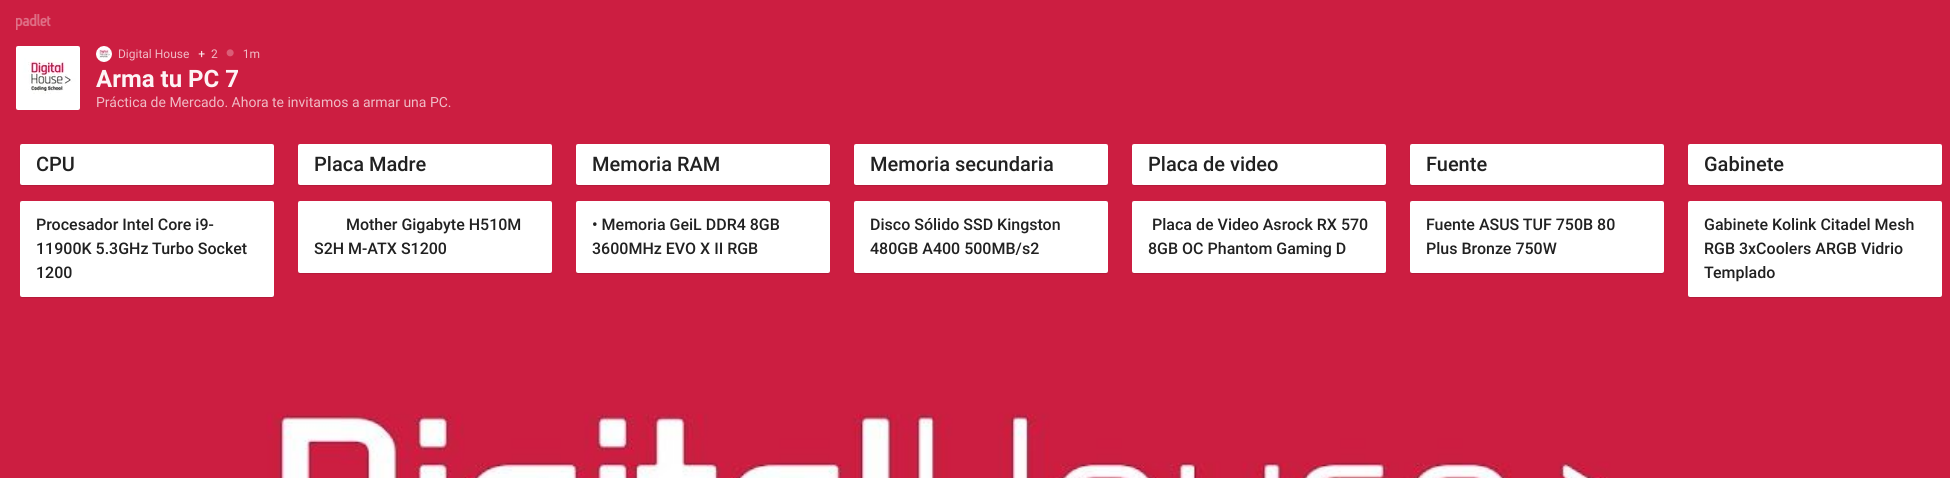 padlet
Digital
House>
Coding School
Digital House + 2 • 1m
Arma tu PC 7
Práctica de Mercado. Ahora te invitamos a armar una PC.
CPU
Procesador Intel Core i9-
11900K 5.3GHz Turbo Socket
1200
Placa Madre
Mother Gigabyte H510M
S2H M-ATX S1200
Memoria RAM
• Memoria GeiL DDR4 8GB
3600MHz EVO X II RGB
Memoria secundaria
Disco Sólido SSD Kingston
480GB A400 500MB/s2
Placa de video
Placa de Video Asrock RX 570
8GB OC Phantom Gaming D
Fuente
Fuente ASUS TUF 750B 80
Plus Bronze 750W
Gabinete
Gabinete Kolink Citadel Mesh
RGB 3xCoolers ARGB Vidrio
Templado
DigitalHouse>